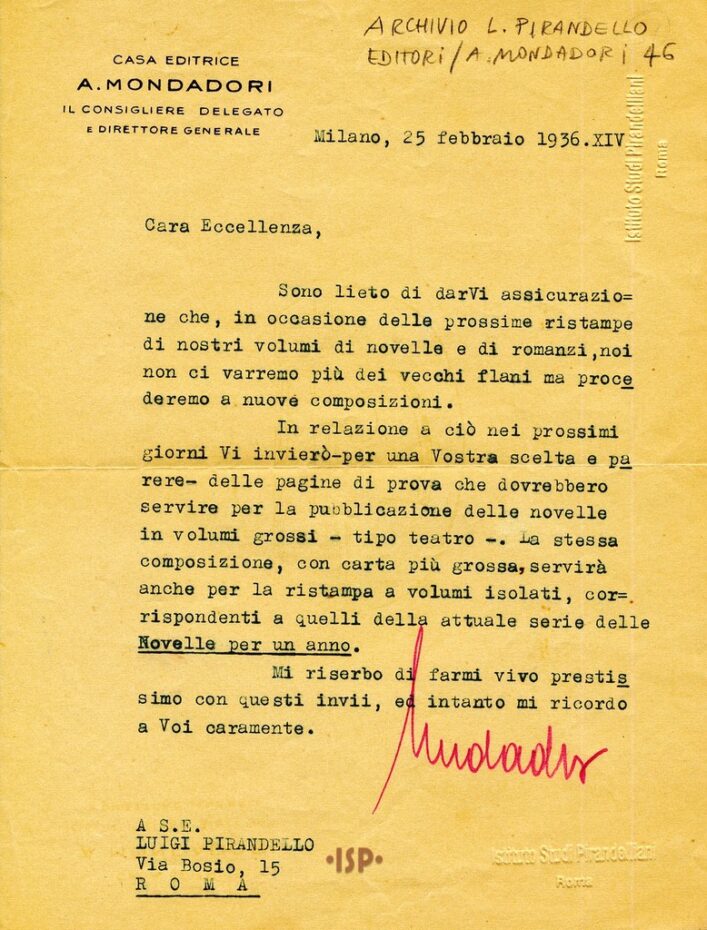 ARCHIVIO L. PIRANDELLO
EDITORI/A. MONDADORI 46
CASA EDITRICE
A. MONDADORI
IL CONSIGLIERE DELEGATO
E DIRETTORE GENERALE
Milano, 25 febbraio 1936.XIV
Istituto Studi Pirandelliani
Roma
Cara Eccellenza,
Sono lieto di darVi assicurazio=
ne che, in occasione delle prossime ristampe
di nostri volumi di novelle e di romanzi,noi
non ci varremo più dei vecchi flani ma proce
deremo a nuove composizioni.
In relazione a ciò nei prossimi
giorni Vi invierò-per una Vostra scelta e pa
rere- delle pagine di prova che dovrebbero
servire per la pubblicazione delle novelle
in volumi grossi - tipo teatro -. La stessa
composizione, con carta più grossa,servirà
anche per la ristampa a volumi isolati, cor-
rispondenti a quelli della attuale serie delle
Novelle per un anno.
Mi riserbo di farmi vivo prestis
simo con questi invii, ed intanto mi ricordo
a Voi caramente.
Mondadori
A S.E.
LUIGI PIRANDELLO
Via Bosio, 15
R O M A
·ISP·
Istituto Studi Pirandelliani
Roma